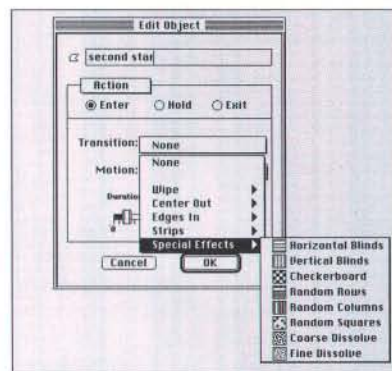 Edit Object
second star
Action
Enter Hold Exit
Transition: None
None
Motion:
Wipe
Duration
Center Out
Edges In
Strips
Special Effects
Cancel OK
Horizontal Blinds
Vertical Blinds
Checkerboard
Random Rows
Random Columns
Random Squares
Coarse Dissolve
Fine Dissolve